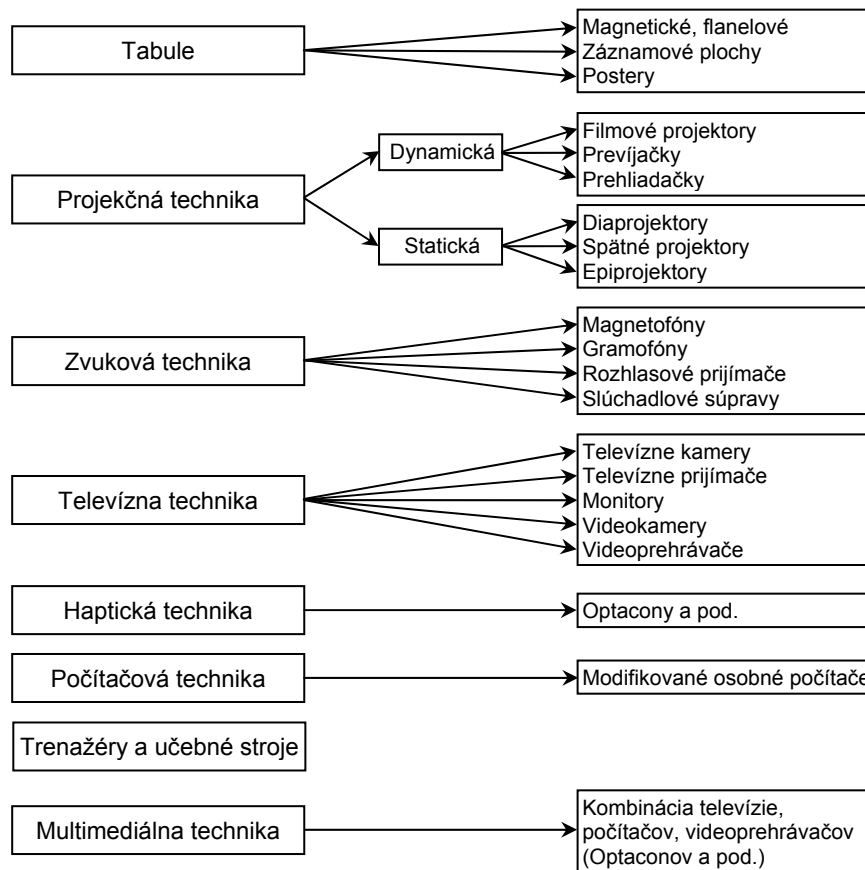 Tabule
Magnetické, flanelové
Záznamové plochy
Postery
Projekčná technika
Dynamická
Filmové projektory
Prevíjačky
Prehliadačky
Statická
Diaprojektory
Spätné projektory
Epiprojektory
Zvuková technika
Magnetofóny
Gramofóny
Rozhlasové prijímače
Slúchadlové súpravy
Televízna technika
Televízne kamery
Televízne prijímače
Monitory
Videokamery
Videoprehrávače
Haptická technika
Optacony a pod.
Počítačová technika
Modifikované osobné počítače
Trenažéry a učebné stroje
Multimediálna technika
Kombinácia televízie,
počítačov, videoprehrávačov
(Optaconov a pod.)